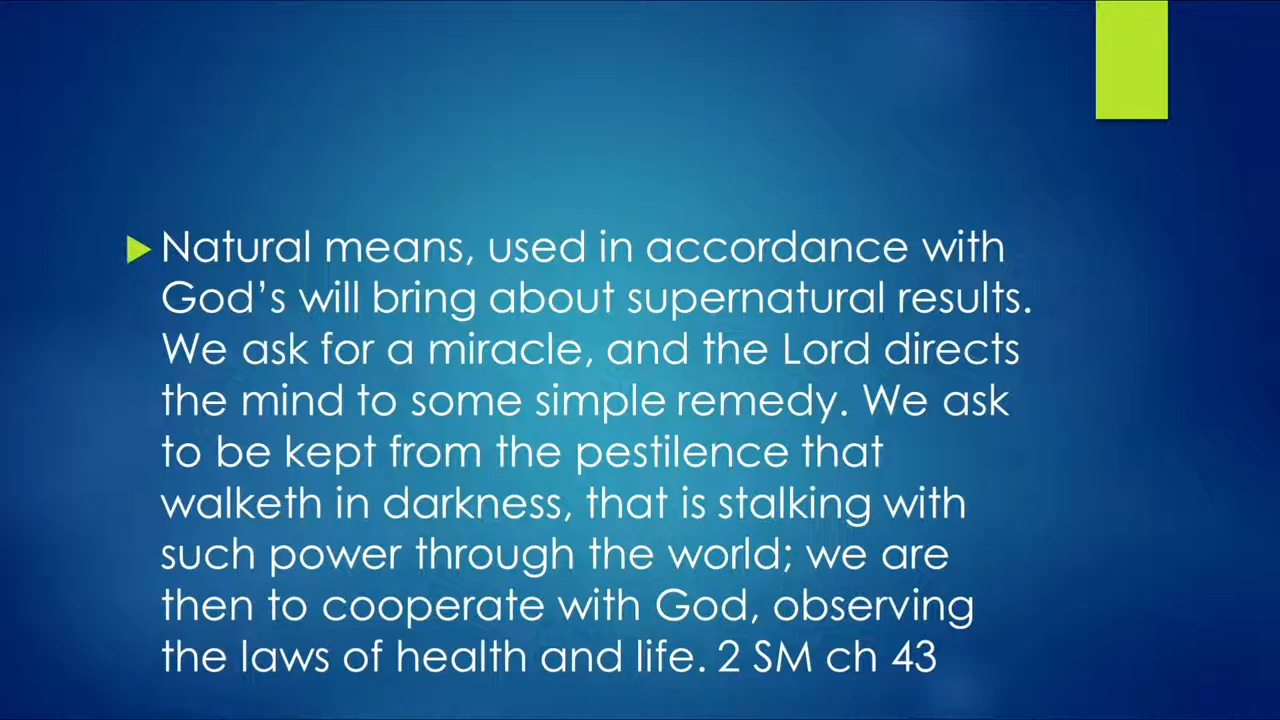 Natural means, used in accordance with
God’s will bring about supernatural results.
We ask for a miracle, and the Lord directs
the mind to some simple remedy. We ask
to be kept from the pestilence that
walketh in darkness, that is stalking with
such power through the world; we are
then to cooperate with God, observing
the laws of health and life. 2 SM ch 43